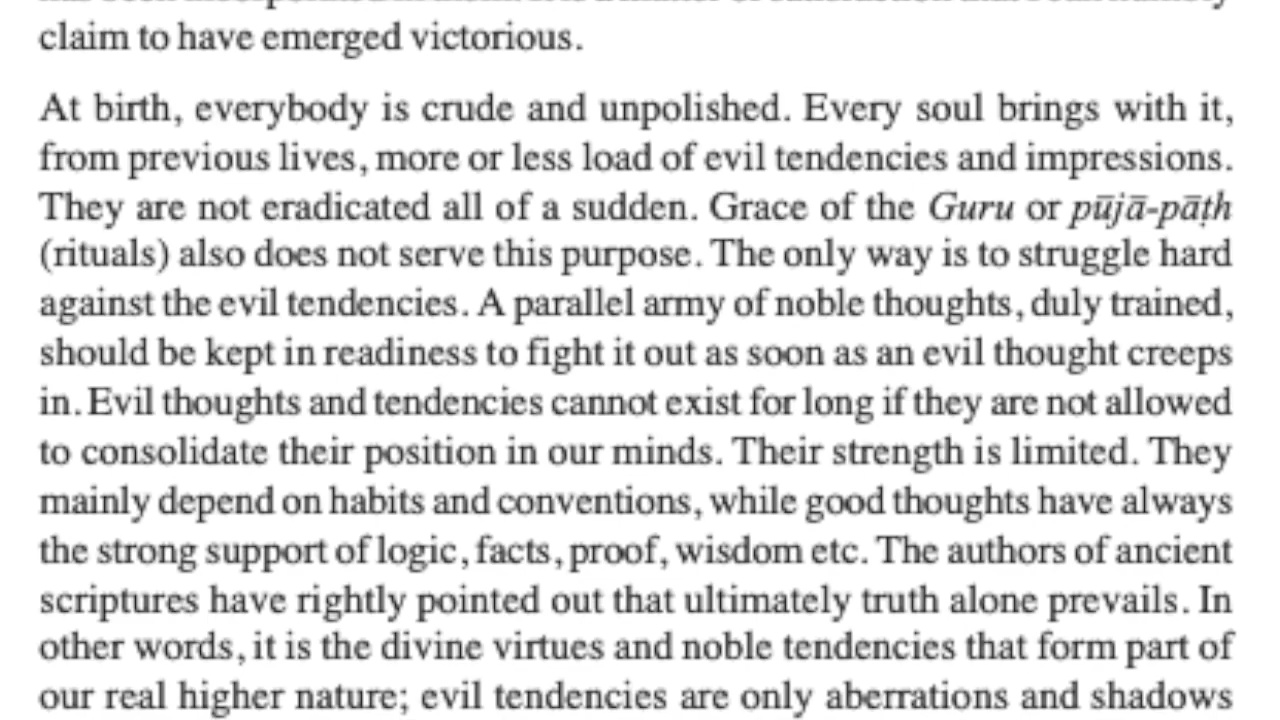 claim to have emerged victorious.
At birth, everybody is crude and unpolished. Every soul brings with it,
from previous lives, more or less load of evil tendencies and impressions.
They are not eradicated all of a sudden. Grace of the Guru or pūjā-pāṭh
(rituals) also does not serve this purpose. The only way is to struggle hard
against the evil tendencies. A parallel army of noble thoughts, duly trained,
should be kept in readiness to fight it out as soon as an evil thought creeps
in. Evil thoughts and tendencies cannot exist for long if they are not allowed
to consolidate their position in our minds. Their strength is limited. They
mainly depend on habits and conventions, while good thoughts have always
the strong support of logic, facts, proof, wisdom etc. The authors of ancient
scriptures have rightly pointed out that ultimately truth alone prevails. In
other words, it is the divine virtues and noble tendencies that form part of
our real higher nature; evil tendencies are only aberrations and shadows